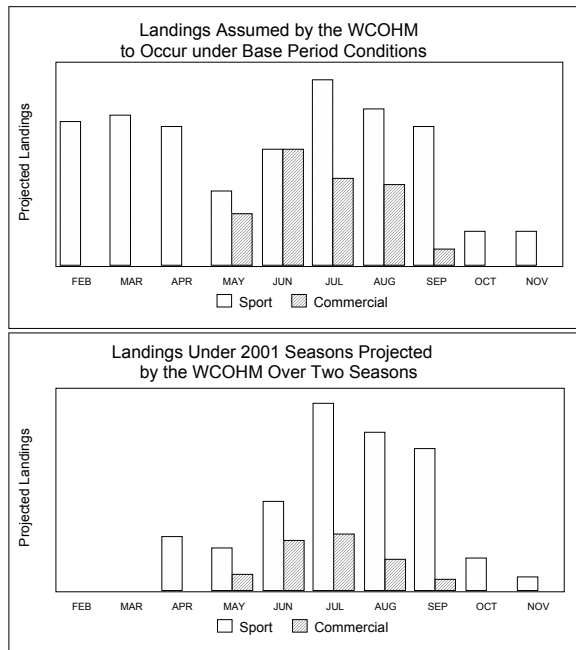 Landings Assumed by the WCOHM
to Occur under Base Period Conditions
Projected Landings
FEB MAR APR MAY JUN JUL AUG SEP OCT NOV
Sport Commercial
Landings Under 2001 Seasons Projected
by the WCOHM Over Two Seasons
Projected Landings
FEB MAR APR MAY JUN JUL AUG SEP OCT NOV
Sport Commercial